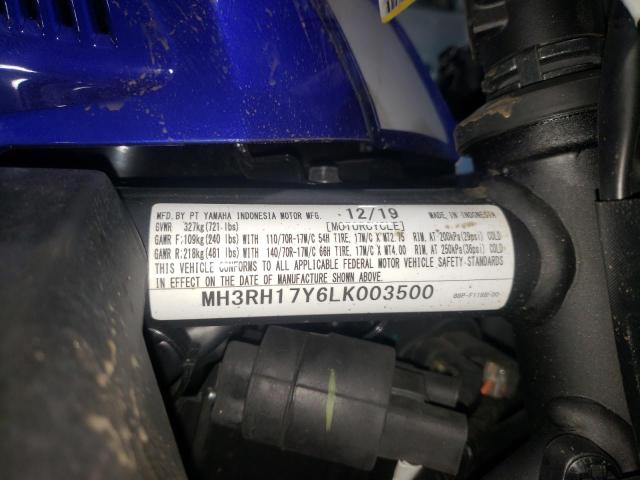 MFD. BY PT YAMAHA INDONESIA MOTOR MFG. 12/19 MADE IN INDONESIA
GVWR 327kg(721-lbs) [MOTORCYCLE]
GAWR F:109kg(240 lbs) WITH 110/70R-17M/C 54H TIRE, 17M/C X MT2.75 RIM, AT 200kPa(29psi) COLD
GAWR R:218kg(481 lbs) WITH 140/70R-17M/C 66H TIRE, 17M/C X MT4.00 RIM, AT 250kPa(36psi) COLD
THIS VEHICLE CONFORMS TO ALL APPLICABLE FEDERAL MOTOR VEHICLE SAFETY-STANDARDS
IN EFFECT ON THE DATE OF MANUFACTURE SHOWN ABOVE.
MH3RH17Y6LK003500